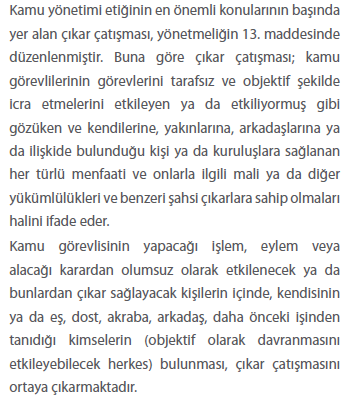 Kamu yönetimi etiğinin en önemli konularının başında
yer alan çıkar çatışması, yönetmeliğin 13. maddesinde
düzenlenmiştir. Buna göre çıkar çatışması; kamu
görevlilerinin görevlerini tarafsız ve objektif şekilde
icra etmelerini etkileyen ya da etkiliyormuş gibi
gözüken ve kendilerine, yakınlarına, arkadaşlarına ya
da ilişkide bulunduğu kişi ya da kuruluşlara sağlanan
her türlü menfaati ve onlarla ilgili mali ya da diğer
yükümlülükleri ve benzeri şahsi çıkarlara sahip olmaları
halini ifade eder.
Kamu görevlisinin yapacağı işlem, eylem veya
alacağı karardan olumsuz olarak etkilenecek ya da
bunlardan çıkar sağlayacak kişilerin içinde, kendisinin
ya da eş, dost, akraba, arkadaş, daha önceki işinden
tanıdığı kimselerin (objektif olarak davranmasını
etkileyebilecek herkes) bulunması, çıkar çatışmasını
ortaya çıkarmaktadır.